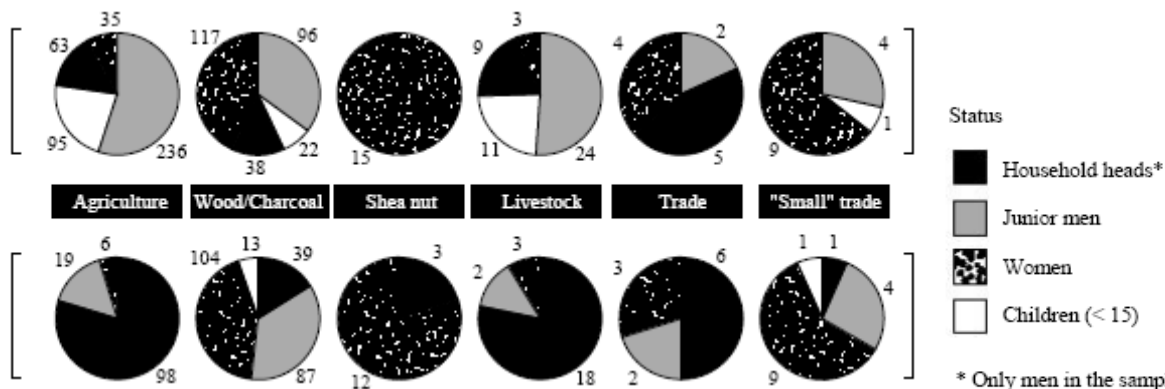 35 63 95 236
117 96 22 38
15
3 9 11 24
4 2 5
4 1 9
Agriculture Wood/Charcoal Shea nut Livestock Trade "Small" trade
6 19 98
104 13 39 87
3 12
3 2 18
3 6 2
1 1 4 9
Status
Household heads*
Junior men
Women
Children (< 15)
* Only men in the samp